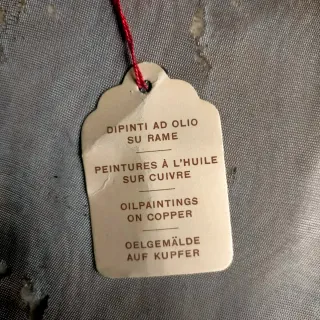 DIPINTI AD OLIO
SU RAME
PEINTURES À L'HUILE
SUR CUIVRE
OILPAINTINGS
ON COPPER
OELGEMÄLDE
AUF KUPFER